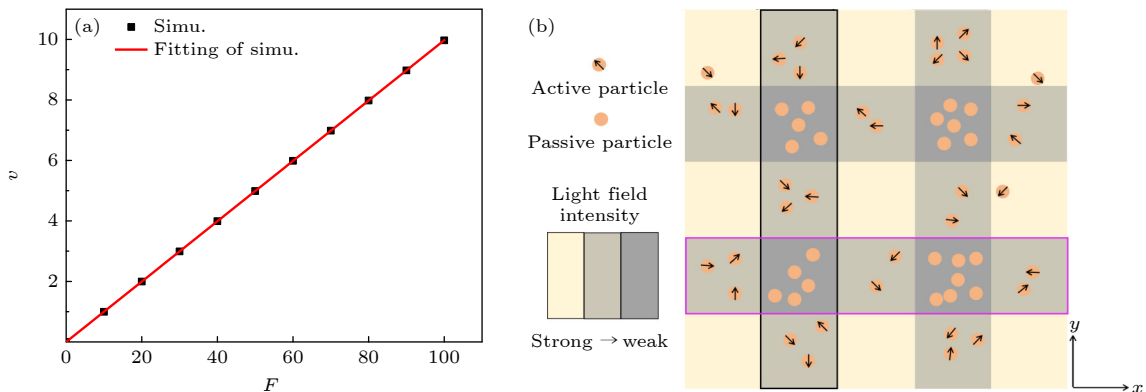 (a)
Simu.
Fitting of simu.
10
8
6
4
2
v
0 20 40 60 80 100
F
(b)
Active particle
Passive particle
Light field
intensity
Strong → weak
y
x